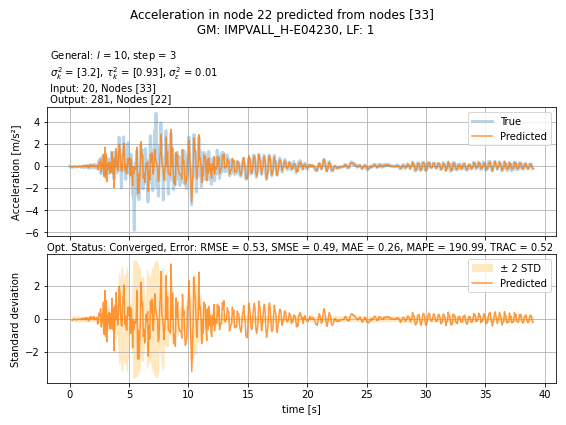 Acceleration in node 22 predicted from nodes [33]
GM: IMPVALL_H-E04230, LF: 1
General: l = 10, step = 3
σ²ₖ = [3.2], τ²ₖ = [0.93], σ²ε = 0.01
Input: 20, Nodes [33]
Output: 281, Nodes [22]
True
Predicted
4
2
0
−2
−4
−6
Acceleration [m/s²]
Opt. Status: Converged, Error: RMSE = 0.53, SMSE = 0.49, MAE = 0.26, MAPE = 190.99, TRAC = 0.52
± 2 STD
Predicted
2
0
−2
Standard deviation
0 5 10 15 20 25 30 35 40
time [s]